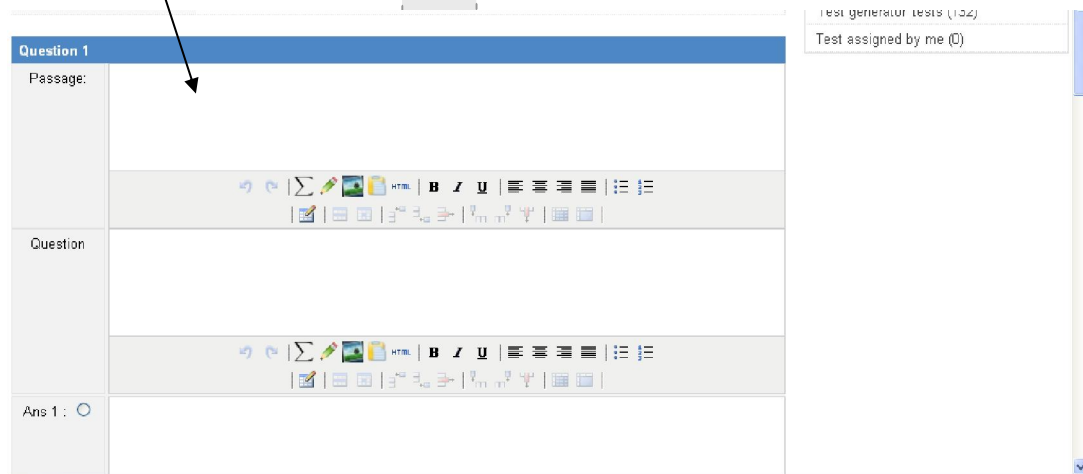 Test generator tests (132)
Test assigned by me (0)
Question 1
Passage:
HTML B I U
Question
HTML B I U
Ans 1 :